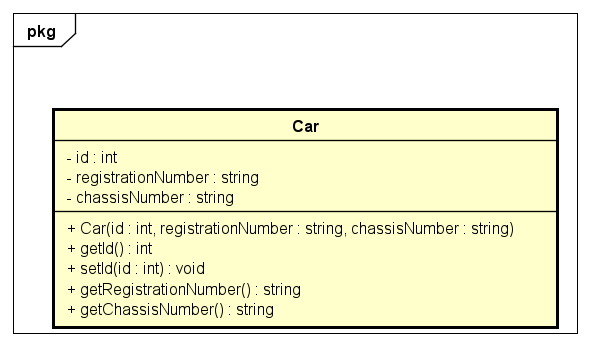 pkg
Car
- id : int
- registrationNumber : string
- chassisNumber : string
+ Car(id : int, registrationNumber : string, chassisNumber : string)
+ getId() : int
+ setId(id : int) : void
+ getRegistrationNumber() : string
+ getChassisNumber() : string